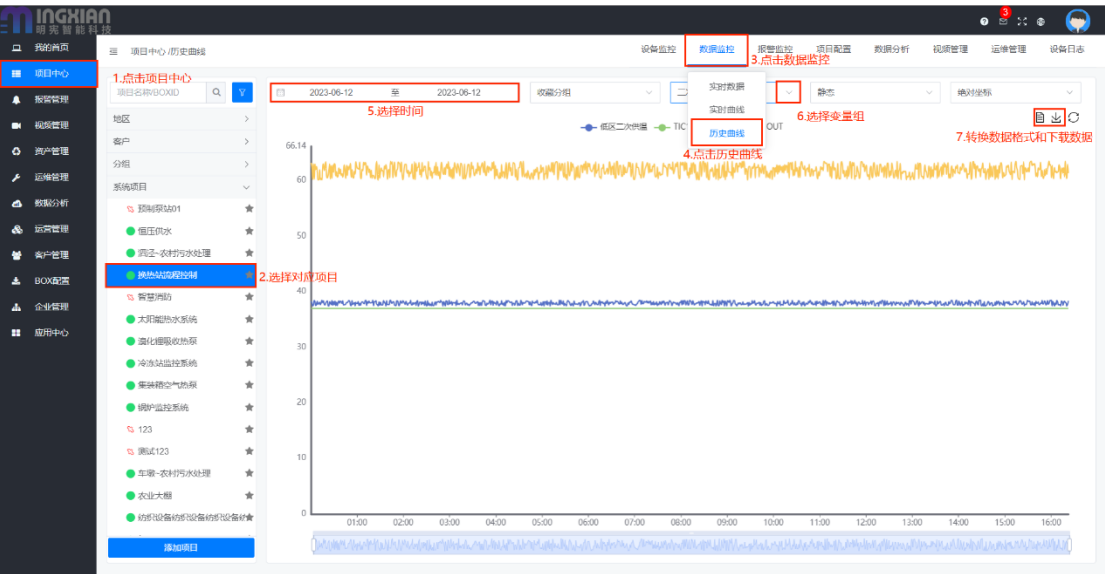 MINGXIAN
明宪智能科技
3
我的首页
项目中心
报警管理
视频管理
资产管理
运维管理
数据分析
运营管理
客户管理
BOX配置
企业管理
应用中心
项目中心 /历史曲线
设备监控
数据监控
报警监控
项目配置
数据分析
视频管理
运维管理
设备日志
3.点击数据监控
1.点击项目中心
项目名称/BOXID
地区
客户
分组
系统项目
预制泵站01
恒压供水
泗泾~农村污水处理
换热站流程控制
2.选择对应项目
智慧消防
太阳能热水系统
溴化锂吸收热泵
冷冻站监控系统
集装箱空气热泵
锅炉监控系统
123
测试123
车墩~农村污水处理
农业大棚
纺织设备纺织设备纺织设备纺
添加项目
2023-06-12 至 2023-06-12
5.选择时间
收藏分组
二
实时数据
实时曲线
历史曲线
4.点击历史曲线
6.选择变量组
静态
绝对坐标
7.转换数据格式和下载数据
低区二次供温
TIC
OUT
66.14
60
50
40
30
20
10
0
01:00 02:00 03:00 04:00 05:00 06:00 07:00 08:00 09:00 10:00 11:00 12:00 13:00 14:00 15:00 16:00